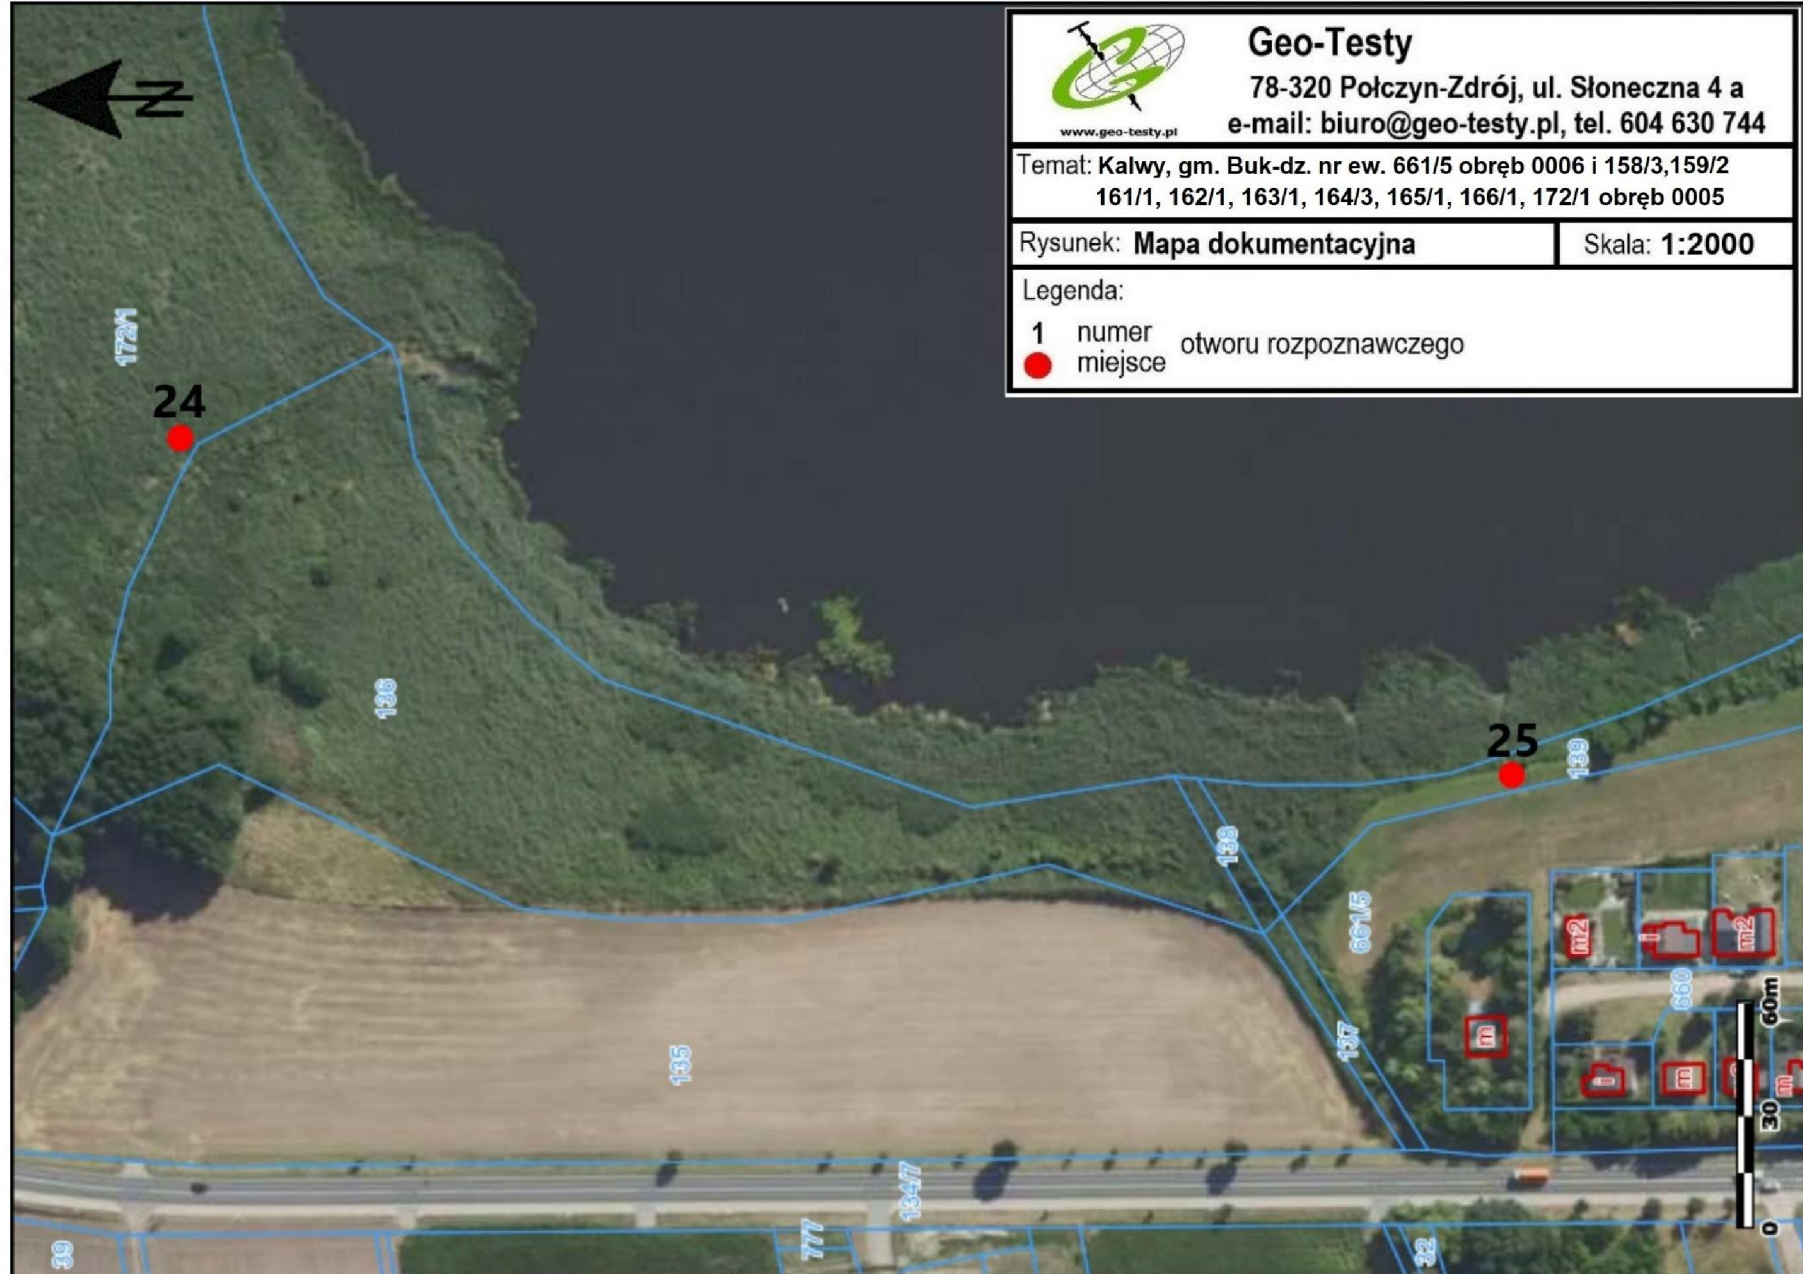 N
www.geo-testy.pl
Geo-Testy
78-320 Połczyn-Zdrój, ul. Słoneczna 4 a
e-mail: biuro@geo-testy.pl, tel. 604 630 744
Temat: Kalwy, gm. Buk-dz. nr ew. 661/5 obręb 0006 i 158/3,159/2
161/1, 162/1, 163/1, 164/3, 165/1, 166/1, 172/1 obręb 0005
Rysunek: Mapa dokumentacyjna
Skala: 1:2000
Legenda:
1 numer
miejsce
otworu rozpoznawczego
172/1
24
136
25
139
138
661/5
m2
i
m2
660
60m
137
m
135
i
m
m
30
134/7
0
39
777
32